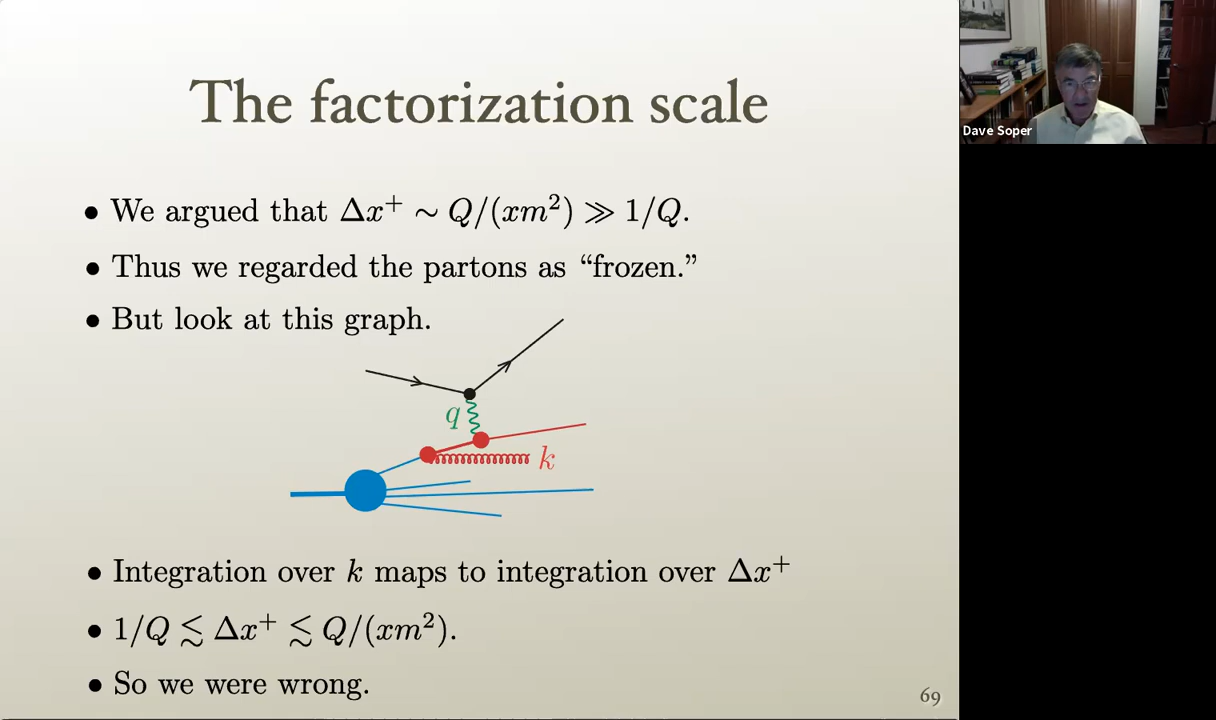 The factorization scale
• We argued that Δx⁺ ∼ Q/(xm²) ≫ 1/Q.
• Thus we regarded the partons as “frozen.”
• But look at this graph.
q
k
• Integration over k maps to integration over Δx⁺
• 1/Q ≲ Δx⁺ ≲ Q/(xm²).
• So we were wrong.
69
Dave Soper